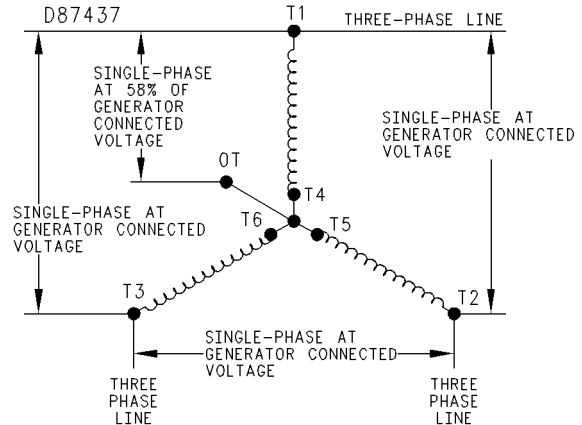 D87437
T1
THREE-PHASE LINE
SINGLE-PHASE
AT 58% OF
GENERATOR
CONNECTED
VOLTAGE
SINGLE-PHASE AT
GENERATOR CONNECTED
VOLTAGE
OT
T4
SINGLE-PHASE AT
GENERATOR CONNECTED
VOLTAGE
T6
T5
T3
T2
SINGLE-PHASE AT
GENERATOR CONNECTED
VOLTAGE
THREE
PHASE
LINE
THREE
PHASE
LINE